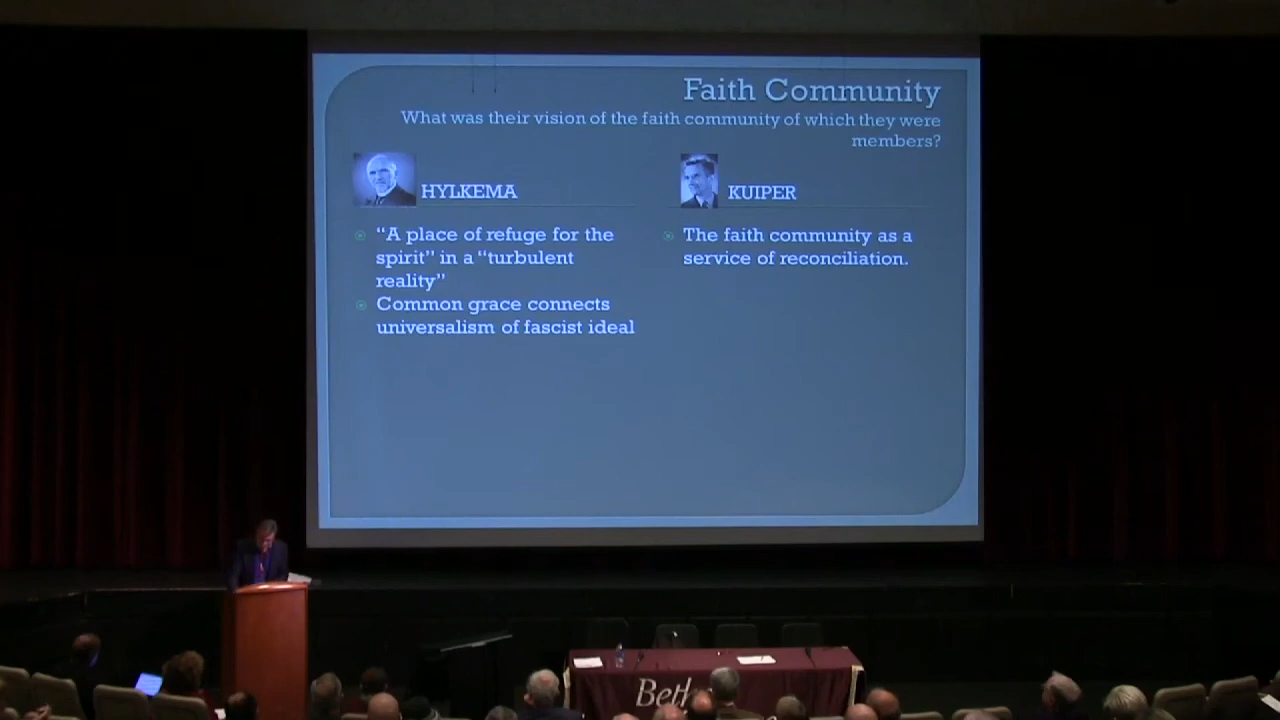 Faith Community
What was their vision of the faith community of which they were
members?
HYLKEMA
“A place of refuge for the
spirit” in a “turbulent
reality”
Common grace connects
universalism of fascist ideal
KUIPER
The faith community as a
service of reconciliation.